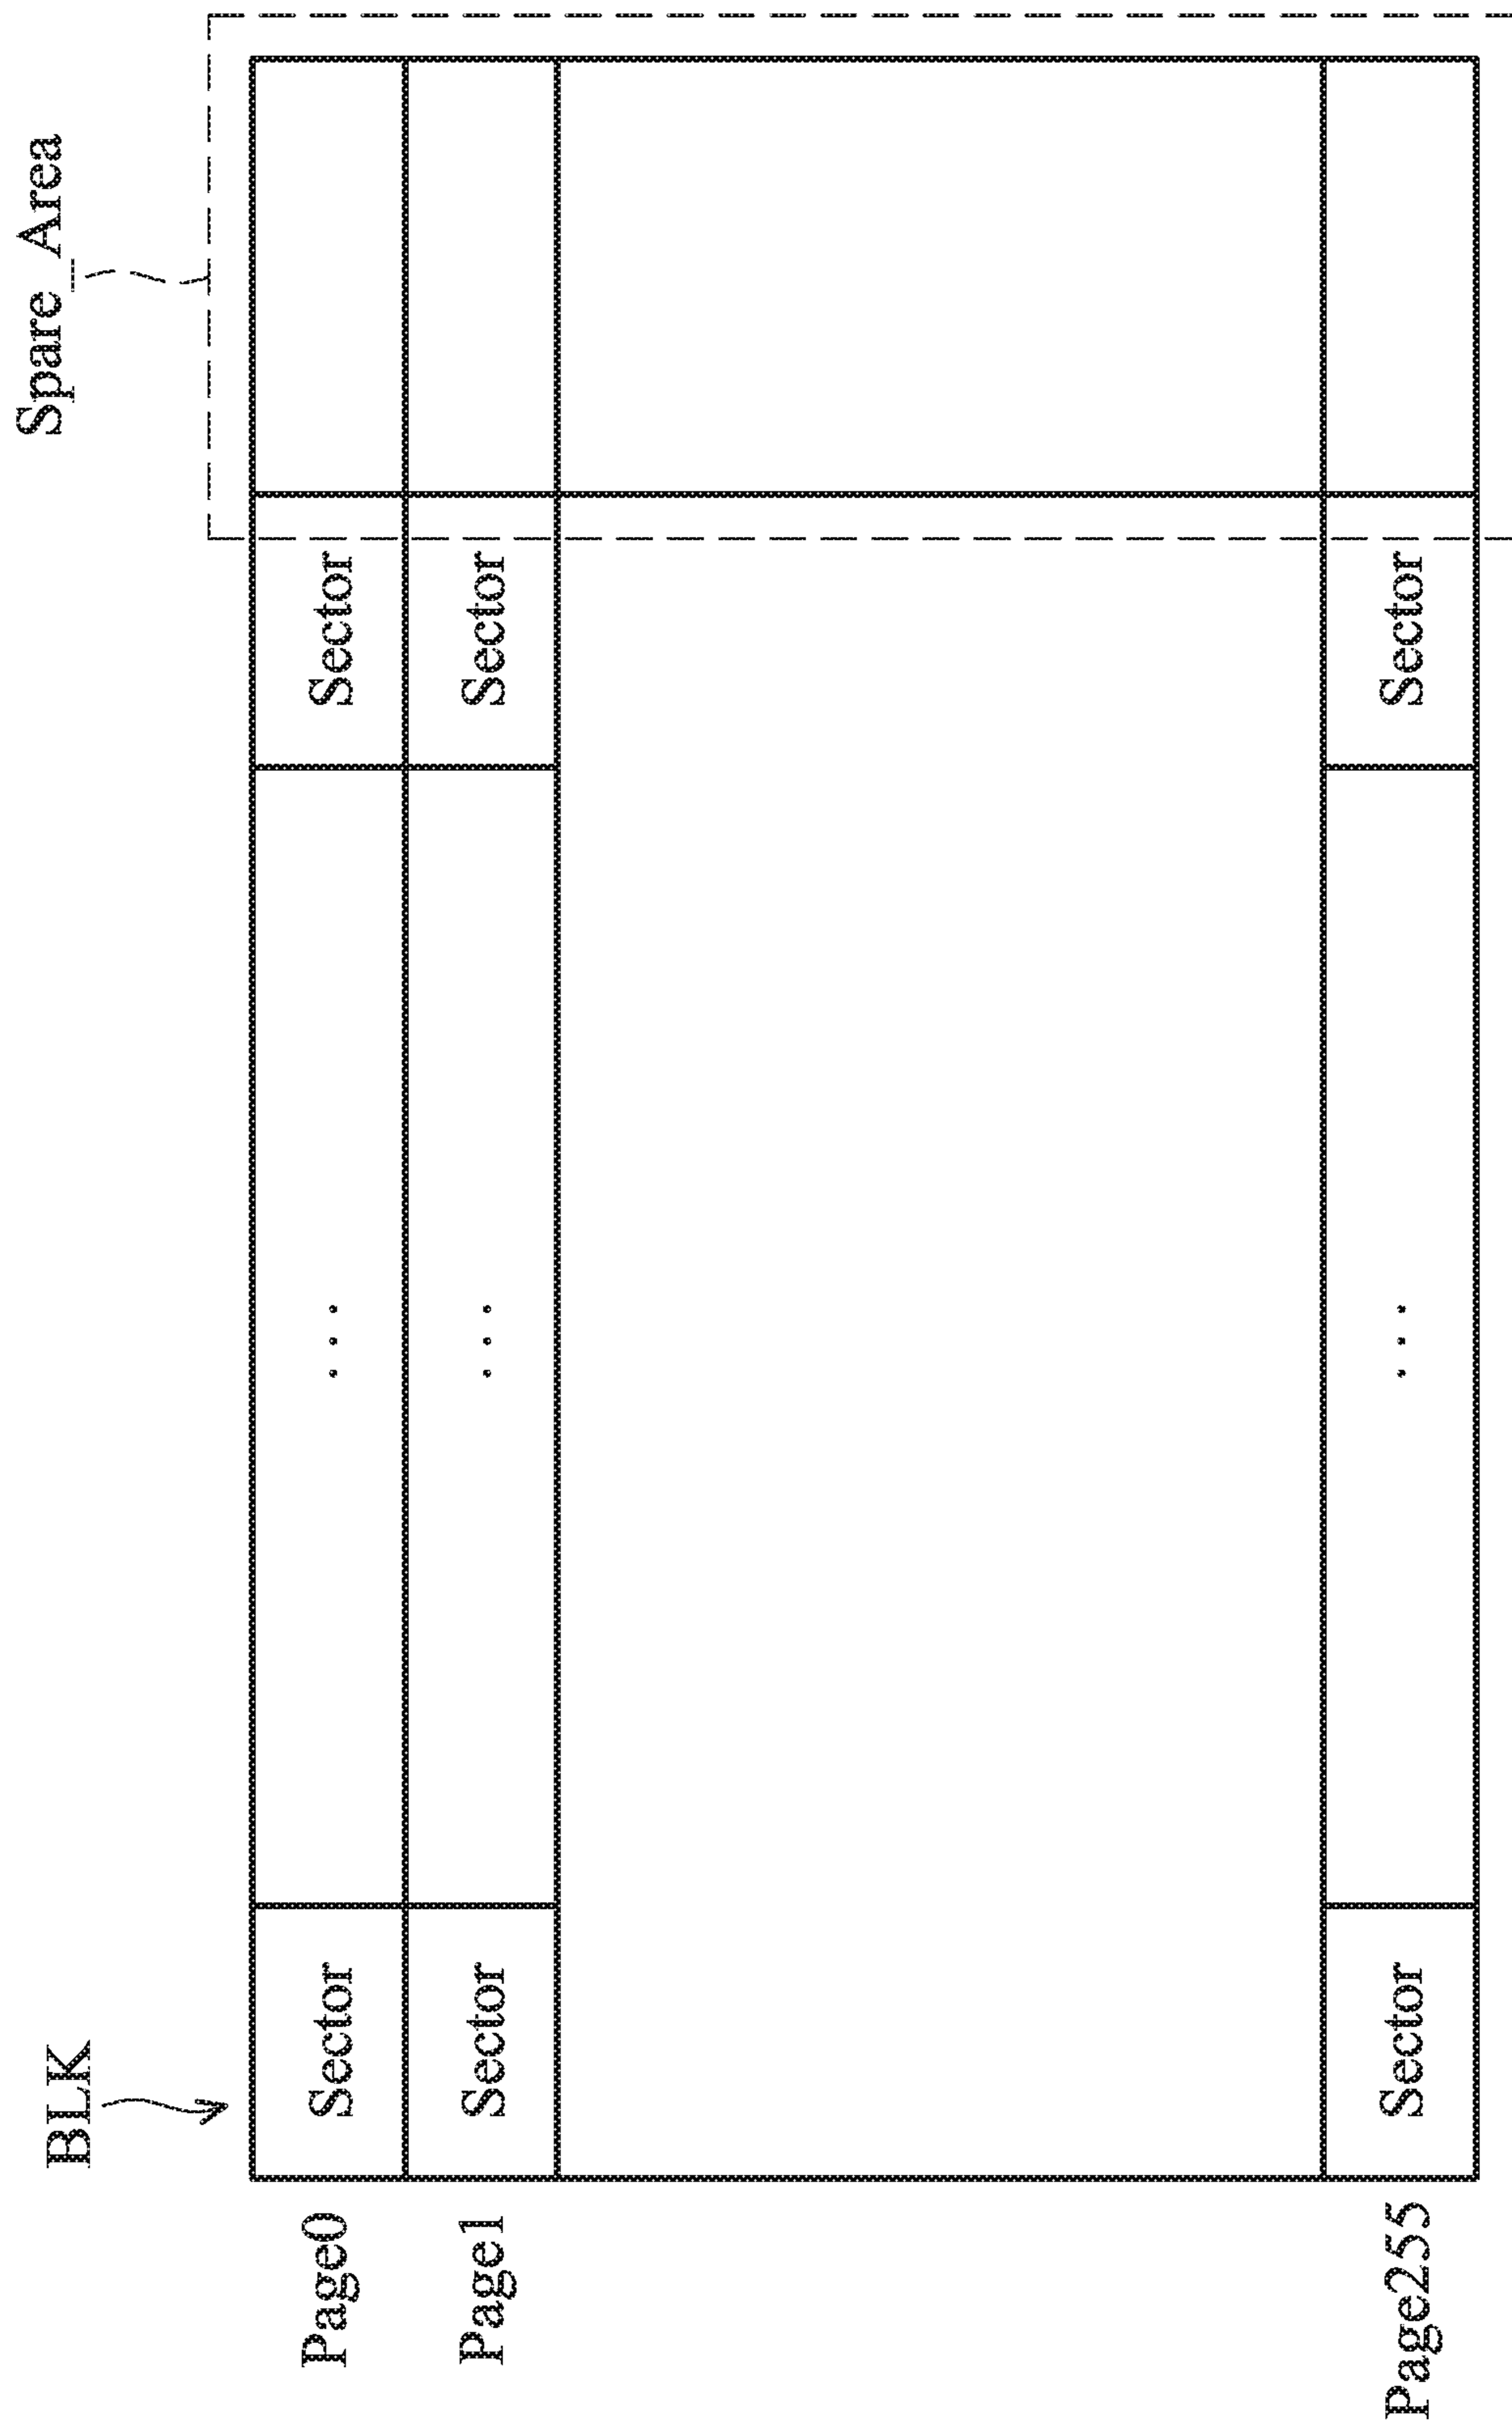 BLK
Spare_Area
Page0 Sector ... Sector
Page1 Sector ... Sector
Page255 Sector ... Sector